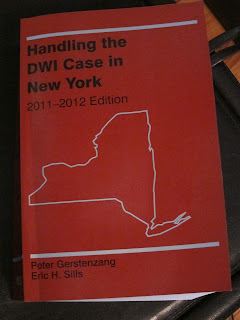 Handling the
DWI Case in
New York
2011–2012 Edition
Peter Gerstenzang
Eric H. Sills